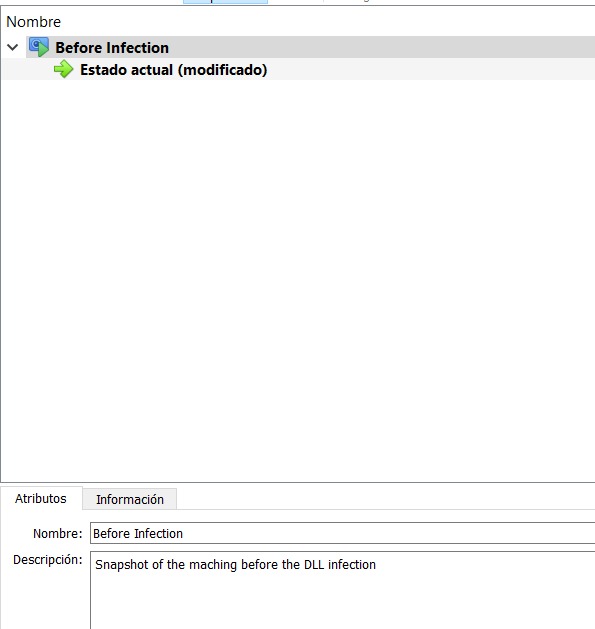 Nombre
Before Infection
Estado actual (modificado)
Atributos
Información
Nombre: Before Infection
Descripción: Snapshot of the maching before the DLL infection